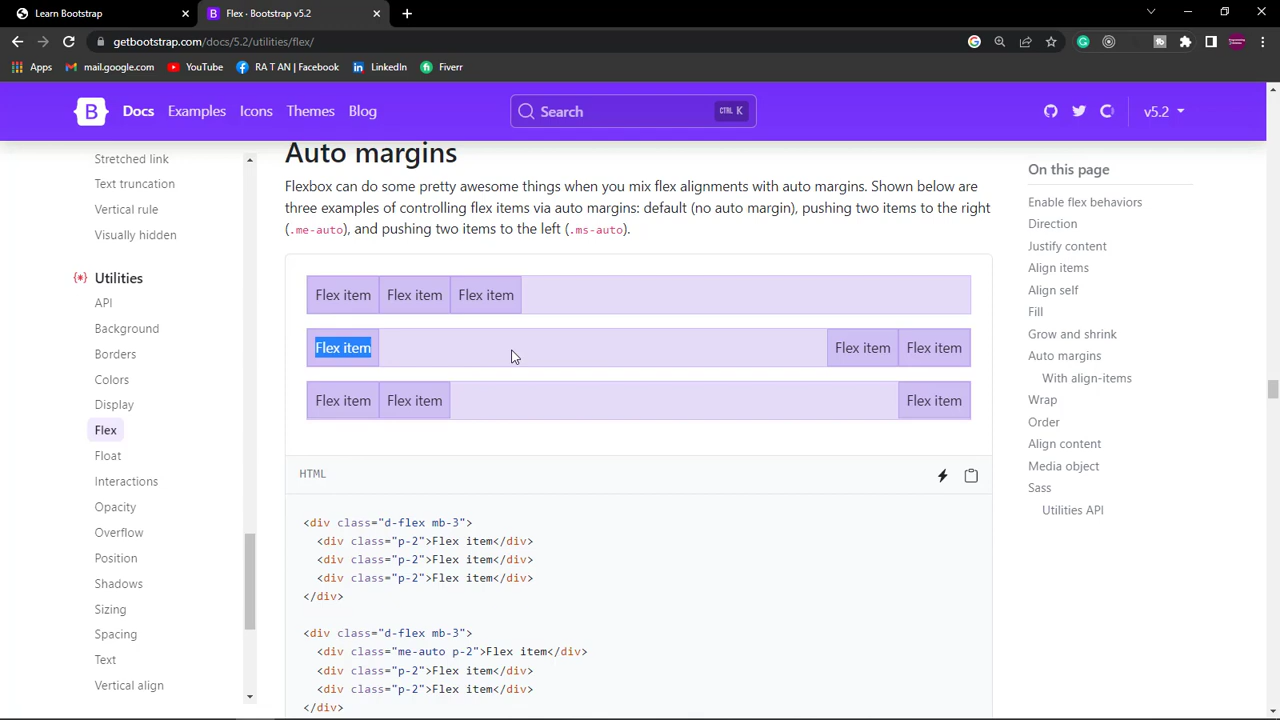 Learn Bootstrap
Flex · Bootstrap v5.2
getbootstrap.com/docs/5.2/utilities/flex/
Apps
mail.google.com
YouTube
RA T AN | Facebook
LinkedIn
Fiverr
B
Docs
Examples
Icons
Themes
Blog
Search
CTRL K
v5.2
Stretched link
Text truncation
Vertical rule
Visually hidden
Utilities
API
Background
Borders
Colors
Display
Flex
Float
Interactions
Opacity
Overflow
Position
Shadows
Sizing
Spacing
Text
Vertical align
Auto margins
Flexbox can do some pretty awesome things when you mix flex alignments with auto margins. Shown below are
three examples of controlling flex items via auto margins: default (no auto margin), pushing two items to the right
(.me-auto), and pushing two items to the left (.ms-auto).
Flex item Flex item Flex item
Flex item Flex item Flex item
Flex item Flex item Flex item
HTML
<div class="d-flex mb-3">
<div class="p-2">Flex item</div>
<div class="p-2">Flex item</div>
<div class="p-2">Flex item</div>
</div>
<div class="d-flex mb-3">
<div class="me-auto p-2">Flex item</div>
<div class="p-2">Flex item</div>
<div class="p-2">Flex item</div>
</div>
On this page
Enable flex behaviors
Direction
Justify content
Align items
Align self
Fill
Grow and shrink
Auto margins
With align-items
Wrap
Order
Align content
Media object
Sass
Utilities API